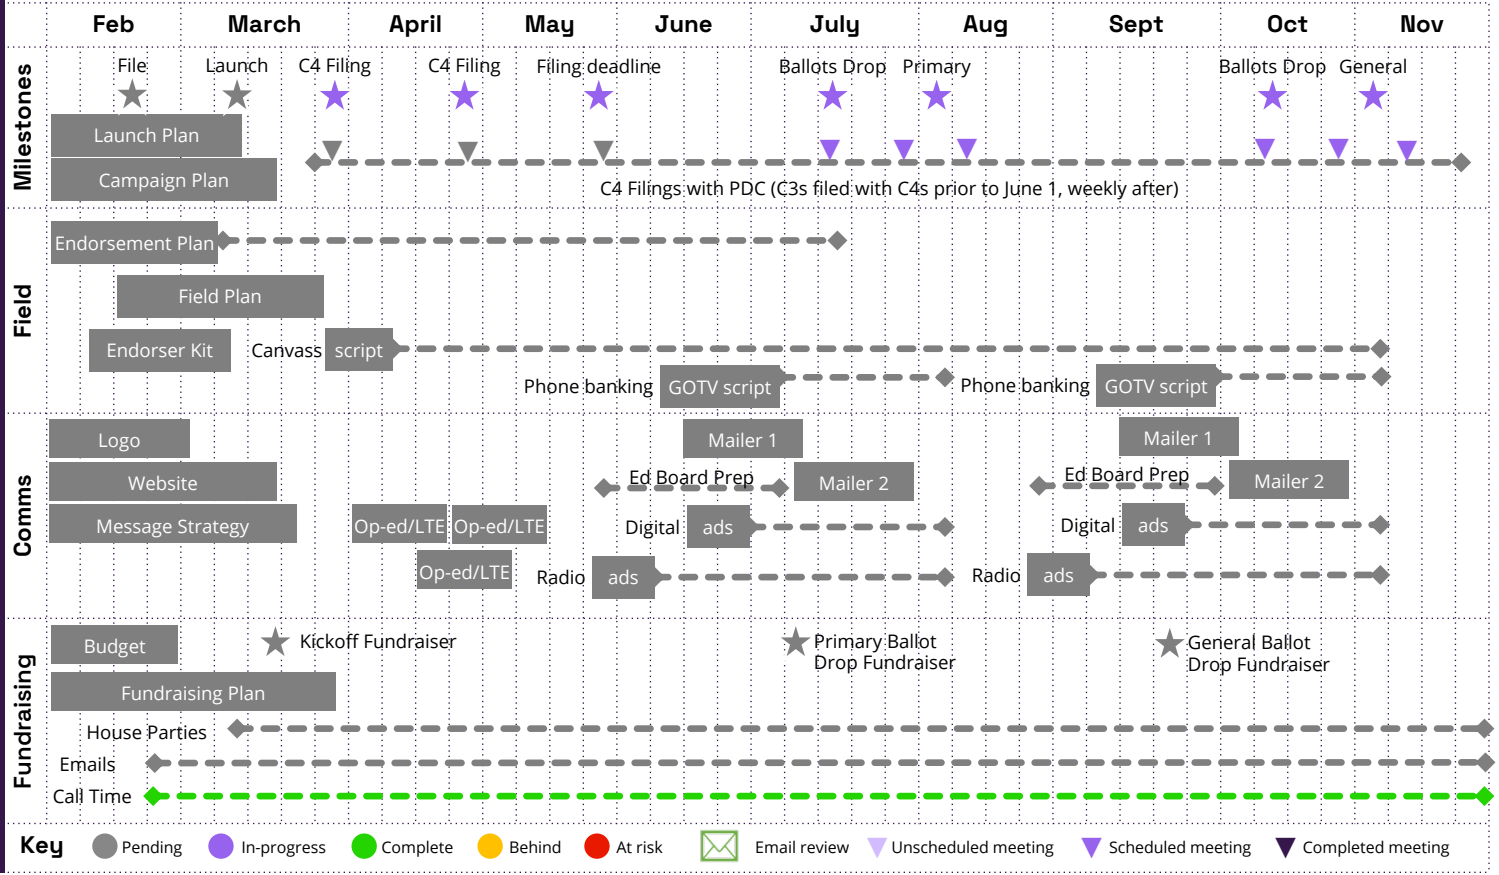 Feb March April May June July Aug Sept Oct Nov
Milestones
File Launch C4 Filing C4 Filing Filing deadline Ballots Drop Primary Ballots Drop General
Launch Plan
Campaign Plan
C4 Filings with PDC (C3s filed with C4s prior to June 1, weekly after)
Field
Endorsement Plan
Field Plan
Endorser Kit Canvass script
Phone banking GOTV script Phone banking GOTV script
Comms
Logo Mailer 1 Mailer 1
Website Ed Board Prep Mailer 2 Ed Board Prep Mailer 2
Message Strategy Op-ed/LTE Op-ed/LTE Digital ads Digital ads
Op-ed/LTE Radio ads Radio ads
Fundraising
Budget Kickoff Fundraiser Primary Ballot General Ballot
Drop Fundraiser Drop Fundraiser
Fundraising Plan
House Parties
Emails
Call Time
Key Pending In-progress Complete Behind At risk Email review Unscheduled meeting Scheduled meeting Completed meeting